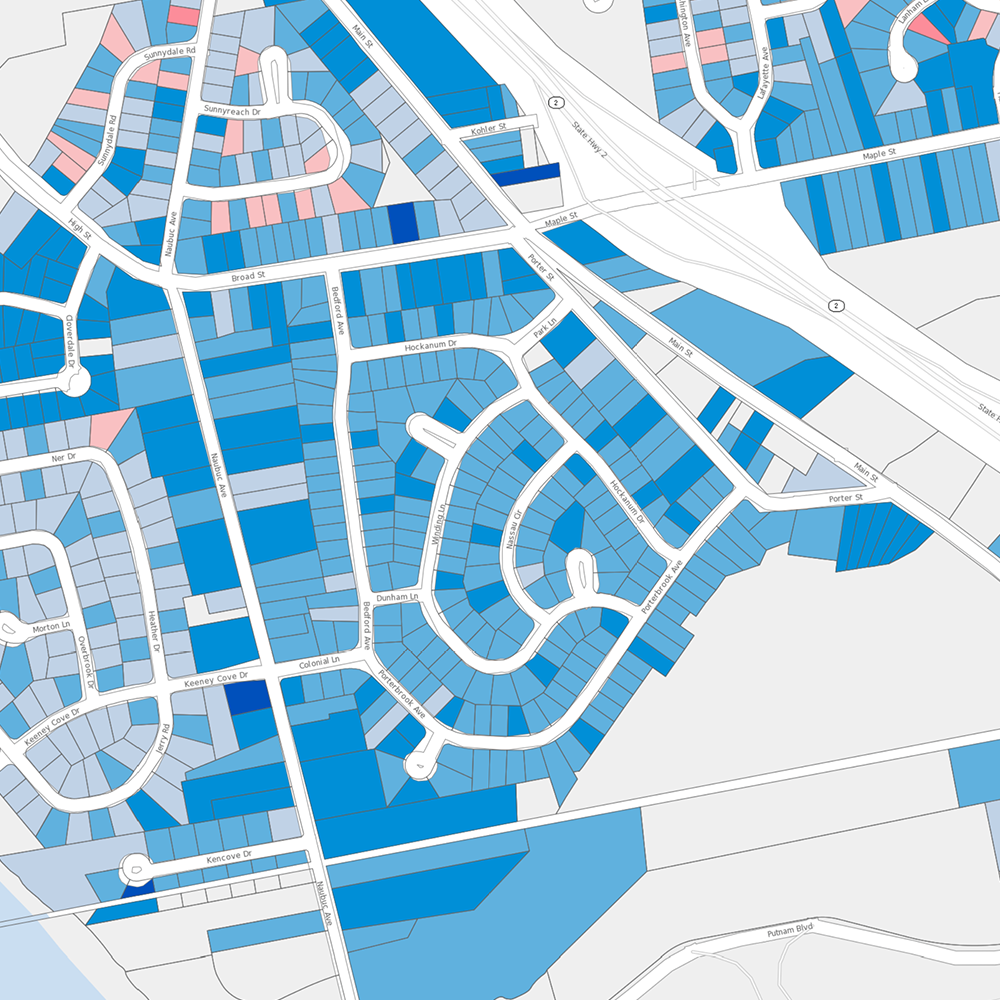 Main St
Lanham D
hington Ave
Lafayette Ave
Sunnydale Rd
Sunnyreach Dr
Sunnydale Rd
2
State Hwy 2
Kohler St
Maple St
Maple St
High St
Naubuc Ave
Broad St
Porter St
Bedford Ave
Park Ln
2
Cloverdale Dr
Hockanum Dr
Main St
State H
Ner Dr
Naubuc Ave
Main St
Porter St
Hockanum Dr
Winding Ln
Nassau Cir
Porterbrook Ave
Dunham Ln
Bedford Ave
Morton Ln
Heather Dr
Overbrook Dr
Colonial Ln
Keeney Cove Dr
Porterbrook Ave
Keeney Cove Dr
Jerry Rd
Kencove Dr
Naubuc Ave
Putnam Blvd